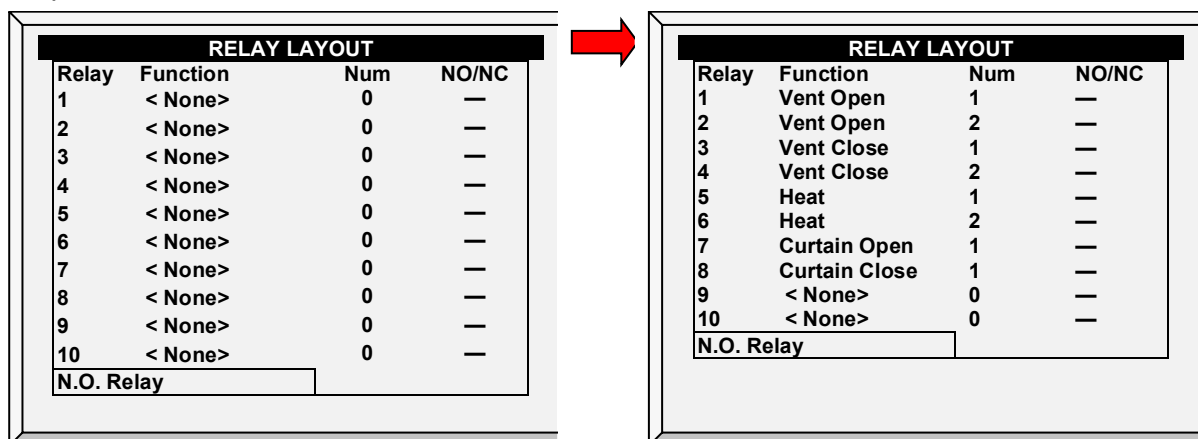 RELAY LAYOUT
Relay Function Num NO/NC
1 < None> 0 —
2 < None> 0 —
3 < None> 0 —
4 < None> 0 —
5 < None> 0 —
6 < None> 0 —
7 < None> 0 —
8 < None> 0 —
9 < None> 0 —
10 < None> 0 —
N.O. Relay
RELAY LAYOUT
Relay Function Num NO/NC
1 Vent Open 1 —
2 Vent Open 2 —
3 Vent Close 1 —
4 Vent Close 2 —
5 Heat 1 —
6 Heat 2 —
7 Curtain Open 1 —
8 Curtain Close 1 —
9 < None> 0 —
10 < None> 0 —
N.O. Relay